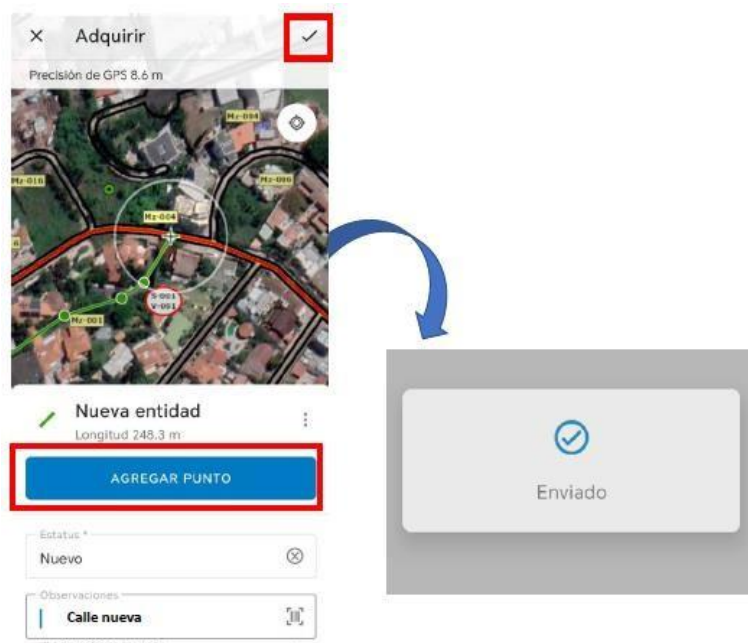 Adquirir
Precisión de GPS 8.6 m
Mz-004
Mz-016
Mz-006
Mz-004
S-001
V-001
Mz-001
Nueva entidad
Longitud 248.3 m
AGREGAR PUNTO
Estatus *
Nuevo
Observaciones
Calle nueva
Enviado